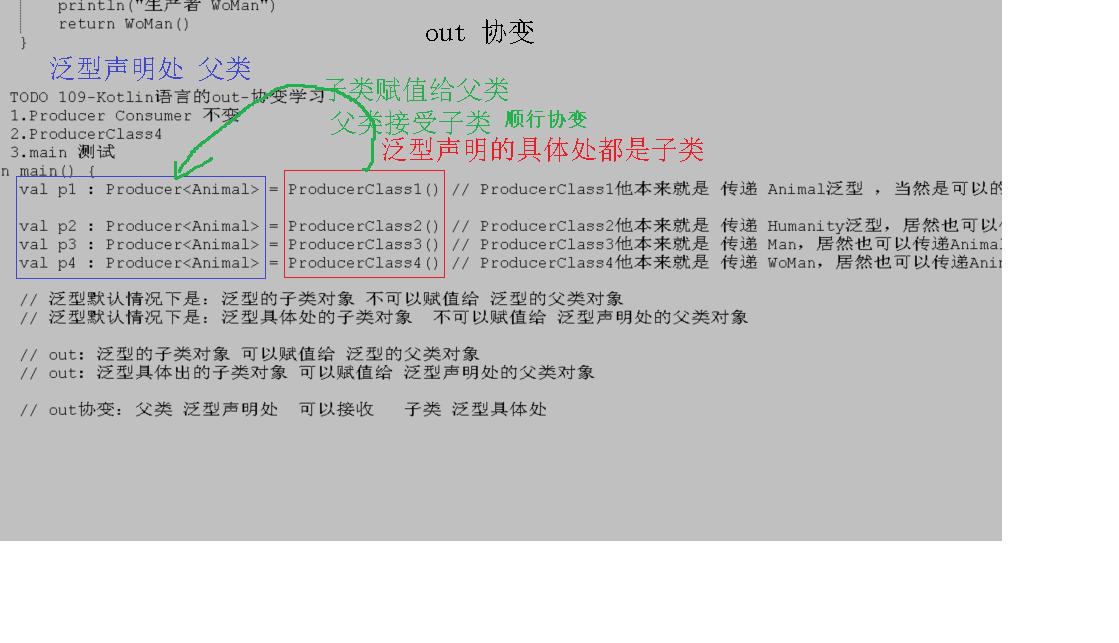 println("生产者 WoMan")
return WoMan()
}
out 协变
泛型声明处 父类
子类赋值给父类
TODO 109-Kotlin语言的out-协变学习
1.Producer Consumer 不变
父类接受子类 顺行协变
2.ProducerClass4
3.main 测试
泛型声明的具体处都是子类
n main() {
val p1 : Producer<Animal> = ProducerClass1() // ProducerClass1他本来就是 传递 Animal泛型 ，当然是可以的
val p2 : Producer<Animal> = ProducerClass2() // ProducerClass2他本来就是 传递 Humanity泛型，居然也可以
val p3 : Producer<Animal> = ProducerClass3() // ProducerClass3他本来就是 传递 Man，居然也可以传递Animal
val p4 : Producer<Animal> = ProducerClass4() // ProducerClass4他本来就是 传递 WoMan，居然也可以传递Ani
// 泛型默认情况下是：泛型的子类对象 不可以赋值给 泛型的父类对象
// 泛型默认情况下是：泛型具体处的子类对象 不可以赋值给 泛型声明处的父类对象
// out: 泛型的子类对象 可以赋值给 泛型的父类对象
// out: 泛型具体出的子类对象 可以赋值给 泛型声明处的父类对象
// out协变：父类 泛型声明处 可以接收 子类 泛型具体处